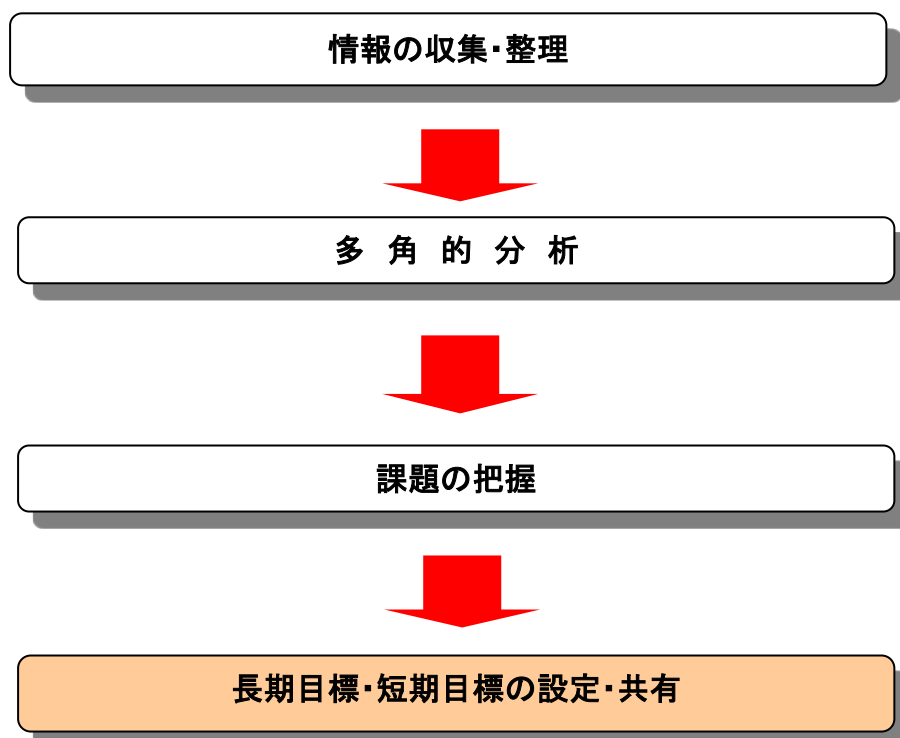 情報の収集・整理
多　角　的　分　析
課題の把握
長期目標・短期目標の設定・共有